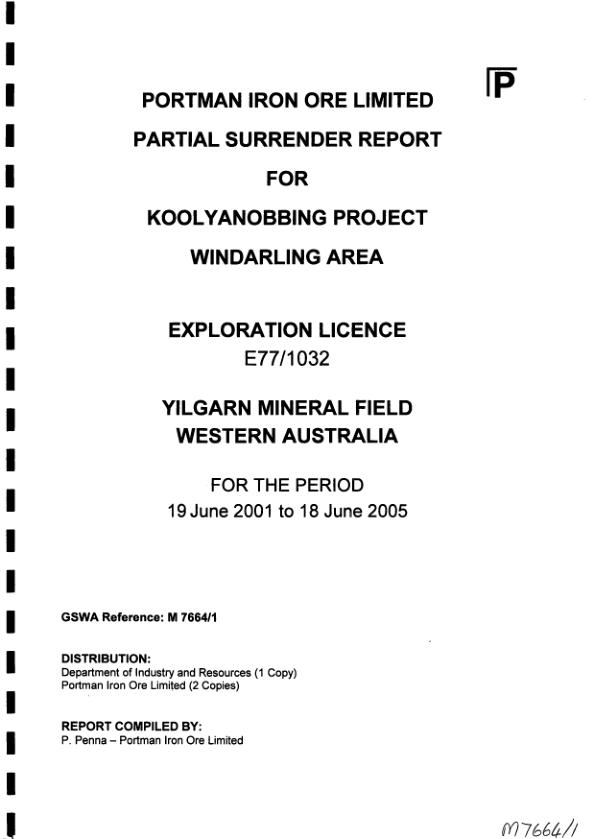 P
PORTMAN IRON ORE LIMITED
PARTIAL SURRENDER REPORT
FOR
KOOLYANOBBING PROJECT
WINDARLING AREA
EXPLORATION LICENCE
E77/1032
YILGARN MINERAL FIELD
WESTERN AUSTRALIA
FOR THE PERIOD
19 June 2001 to 18 June 2005
GSWA Reference: M 7664/1
DISTRIBUTION:
Department of Industry and Resources (1 Copy)
Portman Iron Ore Limited (2 Copies)
REPORT COMPILED BY:
P. Penna – Portman Iron Ore Limited
M7664/1